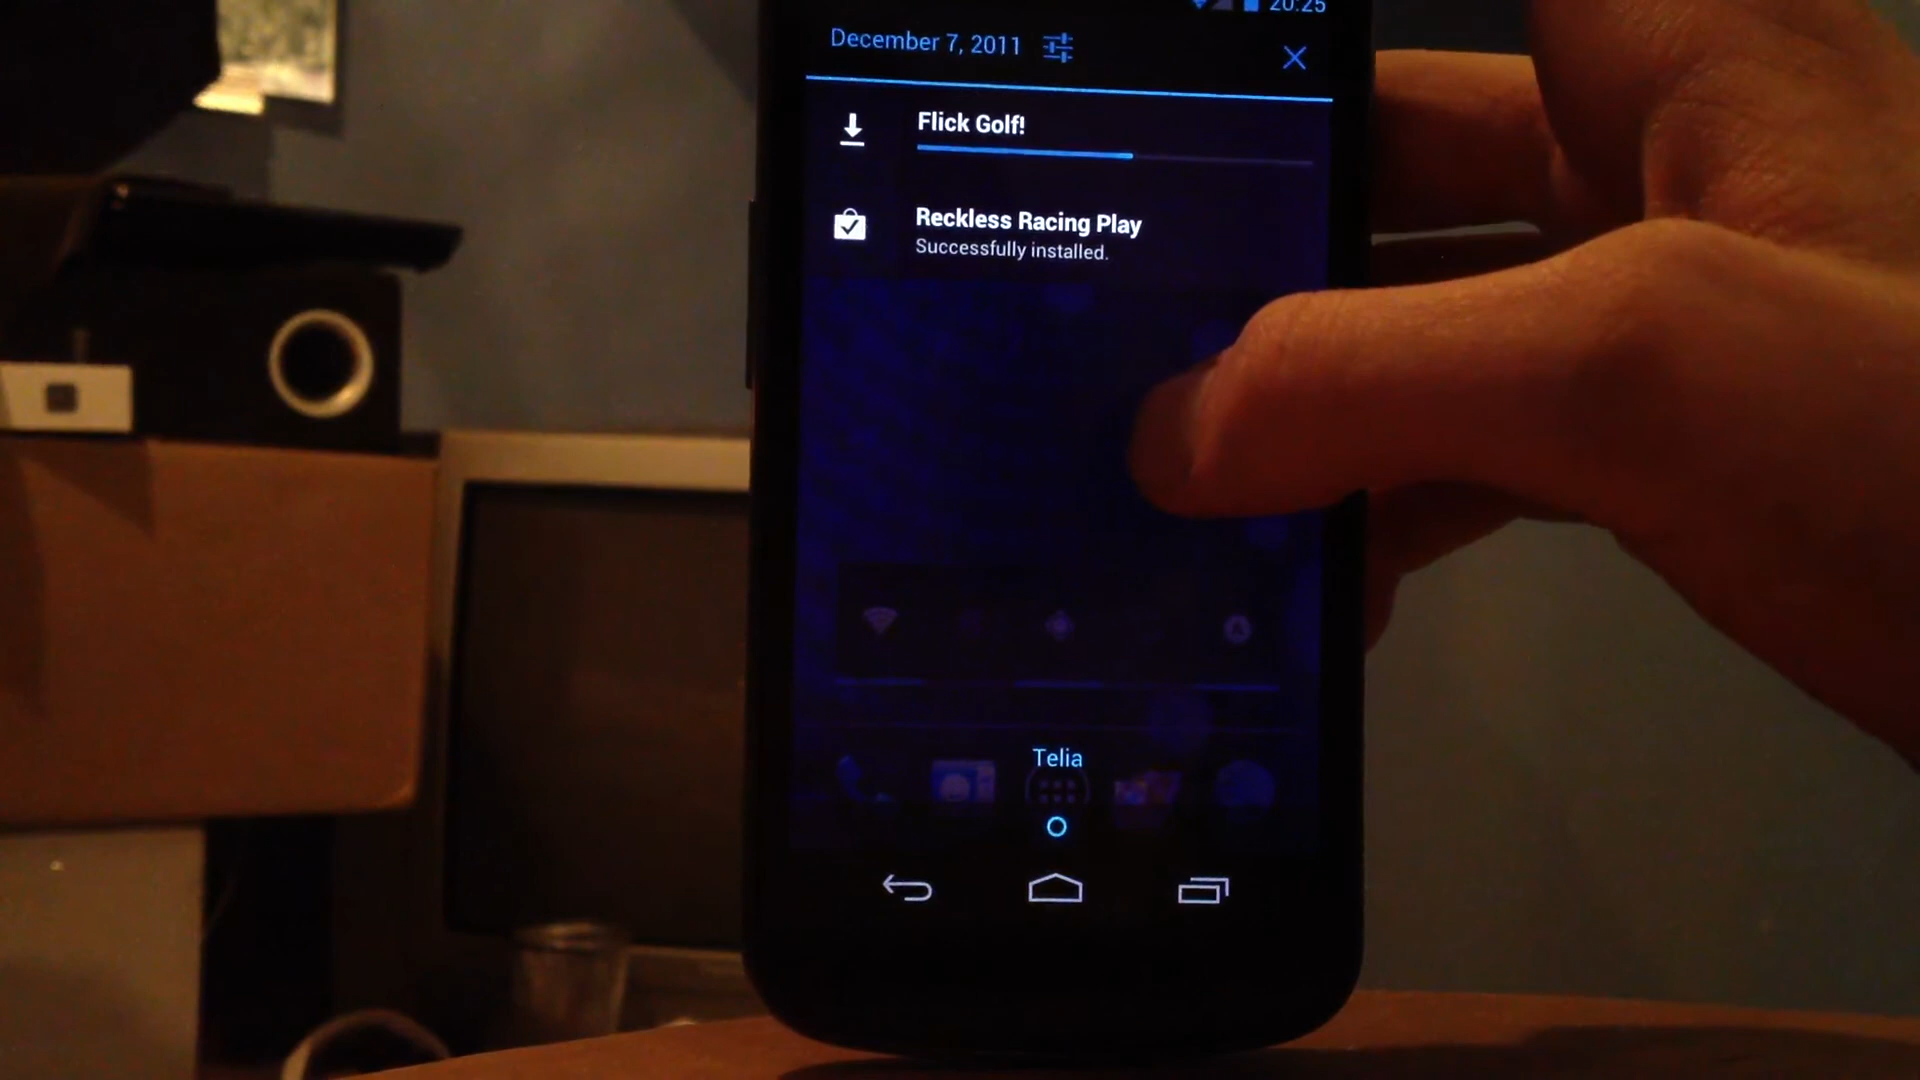 20:25
December 7, 2011
Flick Golf!
Reckless Racing Play
Successfully installed.
Telia